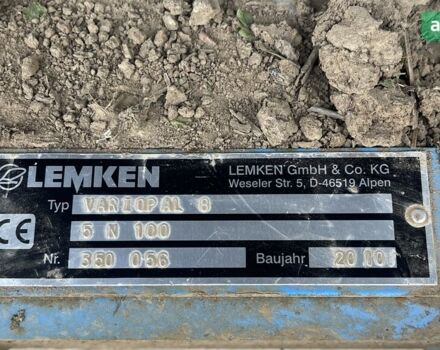 LEMKEN
LEMKEN GmbH & Co. KG
Weseler Str. 5, D-46519 Alpen
Typ VARIOPAL 8
CE
5 N 100
Nr. 350 056 Baujahr 2010